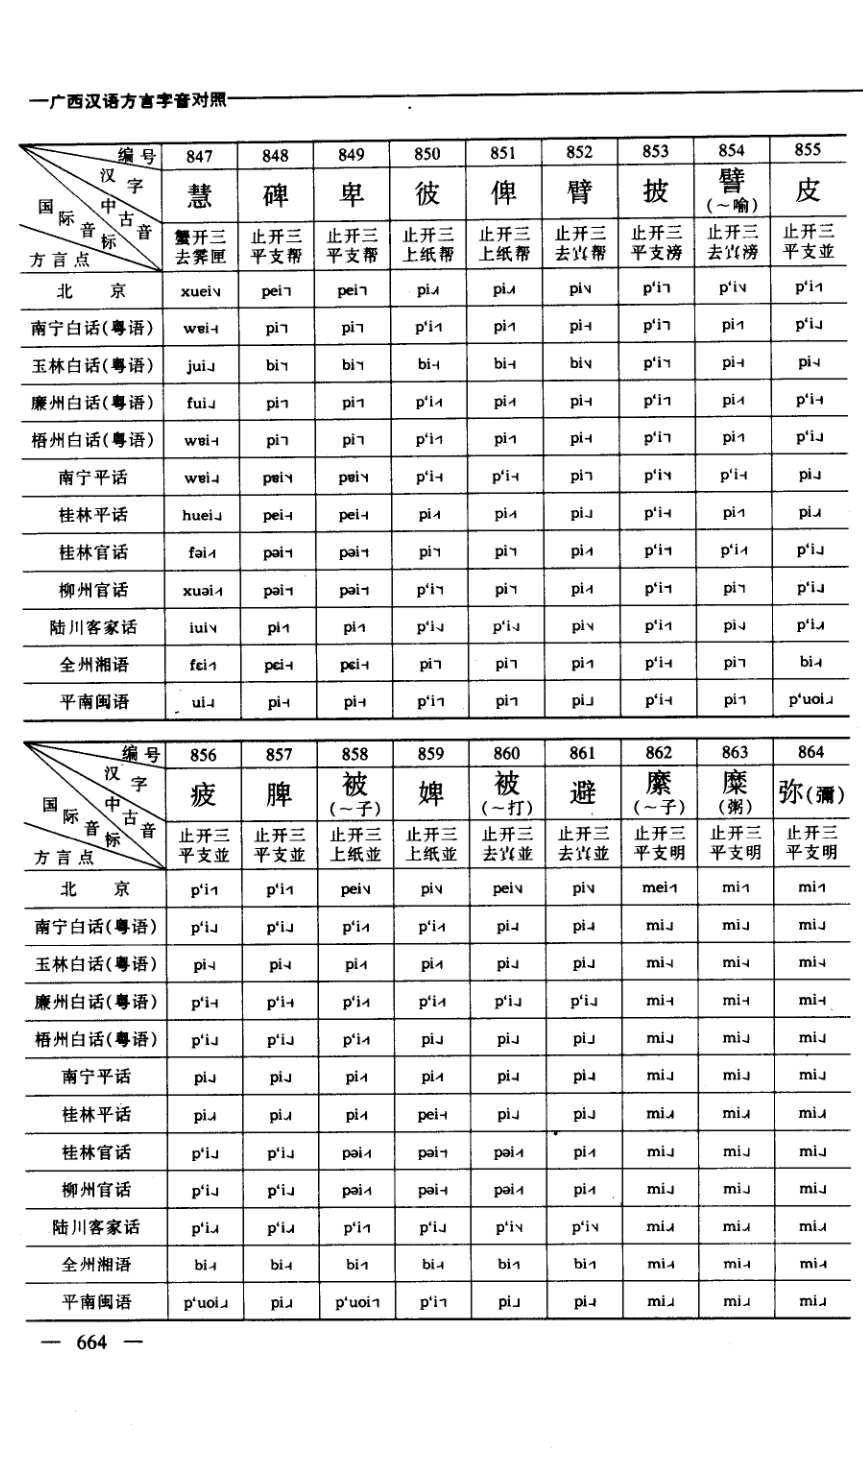 广西汉语方言字音对照
编号 847 848 849 850 851 852 853 854 855
汉字 慧 碑 卑 彼 俾 臂 披 譬(～喻) 皮
国际音标 中古音 蟹开三 止开三 止开三 止开三 止开三 止开三 止开三 止开三 止开三
方言点 去霁匣 平支帮 平支帮 上纸帮 上纸帮 去寘帮 平支滂 去寘滂 平支並
北京 xuei pei pei pi pi pi p‘i p‘i p‘i
南宁白话(粤语) wɐi pi pi p‘i pi pi p‘i pi p‘i
玉林白话(粤语) jui bi bi bi bi bi p‘i pi pi
廉州白话(粤语) fui pi pi p‘i pi pi p‘i pi p‘i
梧州白话(粤语) wɐi pi pi p‘i pi pi p‘i pi p‘i
南宁平话 wɐi pɐi pɐi p‘i p‘i pi p‘i p‘i pi
桂林平话 huei pei pei pi pi pi p‘i pi pi
桂林官话 fəi pəi pəi pi pi pi p‘i p‘i p‘i
柳州官话 xuəi pəi pəi p‘i pi pi p‘i pi p‘i
陆川客家话 iui pi pi p‘i p‘i pi p‘i pi p‘i
全州湘语 fɛi pɛi pɛi pi pi pi p‘i pi bi
平南闽语 ui pi pi p‘i pi pi p‘i pi p‘uoi
编号 856 857 858 859 860 861 862 863 864
汉字 疲 脾 被(～子) 婢 被(～打) 避 縻(～子) 糜(粥) 弥(彌)
国际音标 中古音 止开三 止开三 止开三 止开三 止开三 止开三 止开三 止开三 止开三
方言点 平支並 平支並 上纸並 上纸並 去寘並 去寘並 平支明 平支明 平支明
北京 p‘i p‘i pei pi pei pi mei mi mi
南宁白话(粤语) p‘i p‘i p‘i p‘i pi pi mi mi mi
玉林白话(粤语) pi pi pi pi pi pi mi mi mi
廉州白话(粤语) p‘i p‘i p‘i p‘i p‘i p‘i mi mi mi
梧州白话(粤语) p‘i p‘i p‘i pi pi pi mi mi mi
南宁平话 pi pi pi pi pi pi mi mi mi
桂林平话 pi pi pi pei pi pi mi mi mi
桂林官话 p‘i p‘i pəi pəi pəi pi mi mi mi
柳州官话 p‘i p‘i pəi pəi pəi pi mi mi mi
陆川客家话 p‘i p‘i p‘i p‘i p‘i p‘i mi mi mi
全州湘语 bi bi bi bi bi bi mi mi mi
平南闽语 p‘uoi pi p‘uoi p‘i pi pi mi mi mi
— 664 —